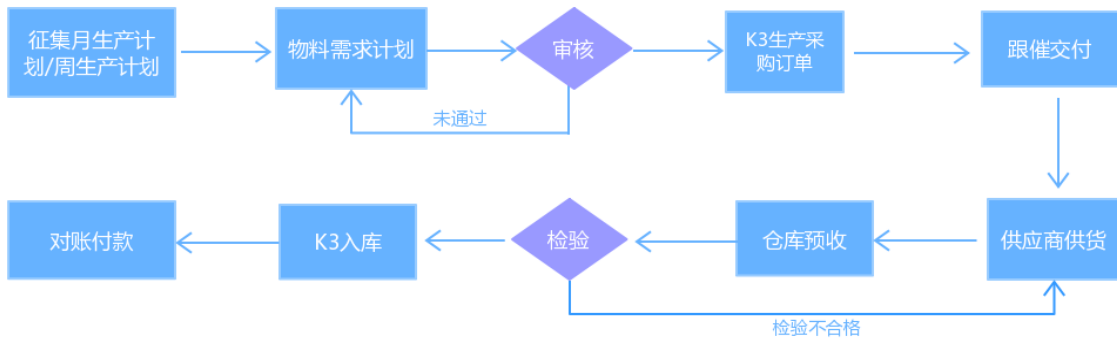 征集月生产计
划/周生产计划
物料需求计划
审核
K3生产采
购订单
跟催交付
未通过
对账付款
K3入库
检验
仓库预收
供应商供货
检验不合格